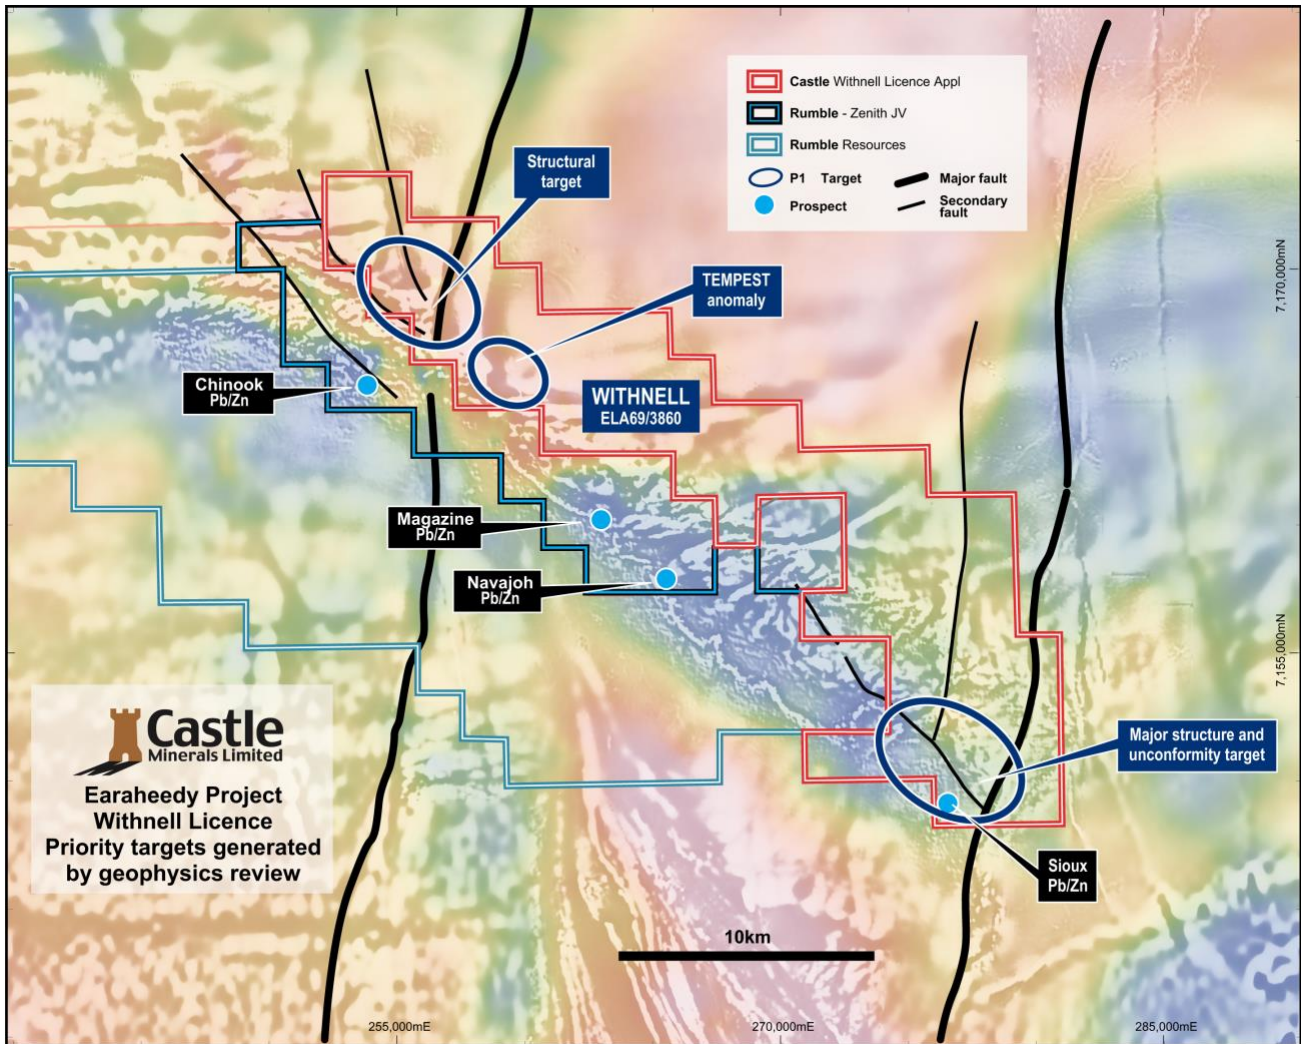 Castle Withnell Licence Appl
Rumble - Zenith JV
Rumble Resources
P1 Target
Major fault
Prospect
Secondary
fault
Structural
target
TEMPEST
anomaly
7,170,000mN
Chinook
Pb/Zn
WITHNELL
ELA69/3860
Magazine
Pb/Zn
Navajoh
Pb/Zn
7,155,000mN
Castle
Minerals Limited
Earaheedy Project
Withnell Licence
Priority targets generated
by geophysics review
Major structure and
unconformity target
Sioux
Pb/Zn
10km
255,000mE
270,000mE
285,000mE